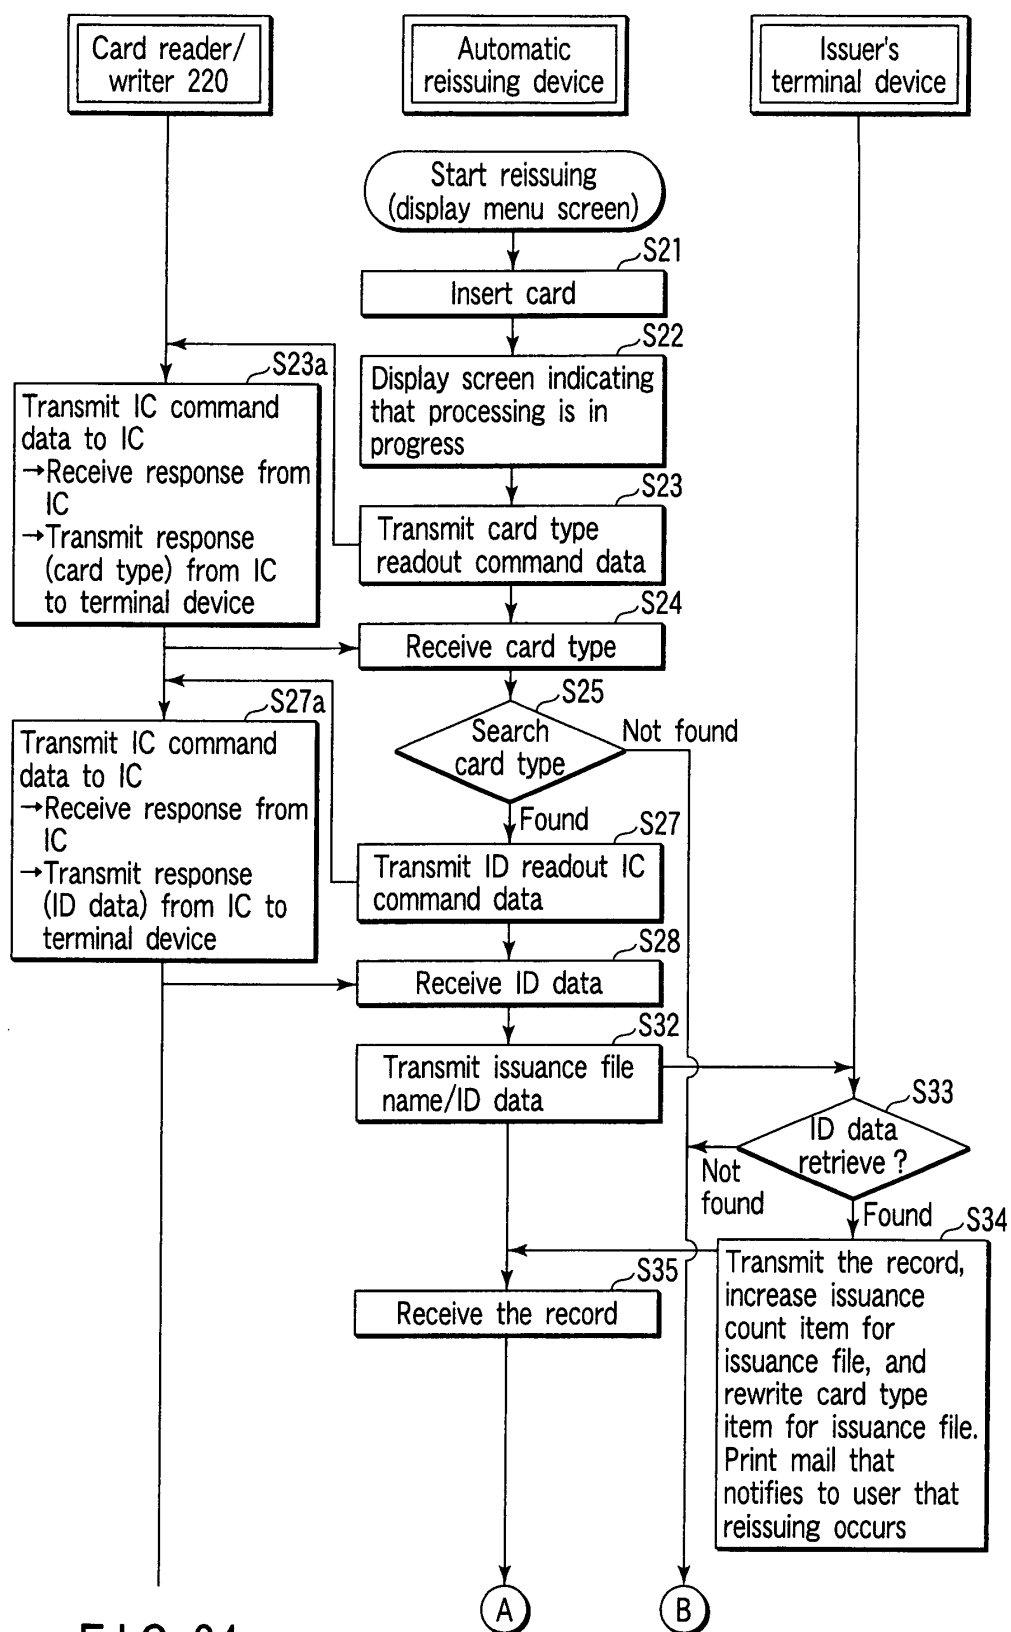 Card reader/
writer 220
Automatic
reissuing device
Issuer's
terminal device
Start reissuing
(display menu screen)
S21
Insert card
S22
Display screen indicating
that processing is in
progress
S23a
Transmit IC command
data to IC
→Receive response from
IC
→Transmit response
(card type) from IC
to terminal device
S23
Transmit card type
readout command data
S24
Receive card type
S25
Search
card type
Not found
Found
S27a
Transmit IC command
data to IC
→Receive response from
IC
→Transmit response
(ID data) from IC to
terminal device
S27
Transmit ID readout IC
command data
S28
Receive ID data
S32
Transmit issuance file
name/ID data
S33
ID data
retrieve ?
Not
found
Found
S34
Transmit the record,
increase issuance
count item for
issuance file, and
rewrite card type
item for issuance file.
Print mail that
notifies to user that
reissuing occurs
S35
Receive the record
A
B